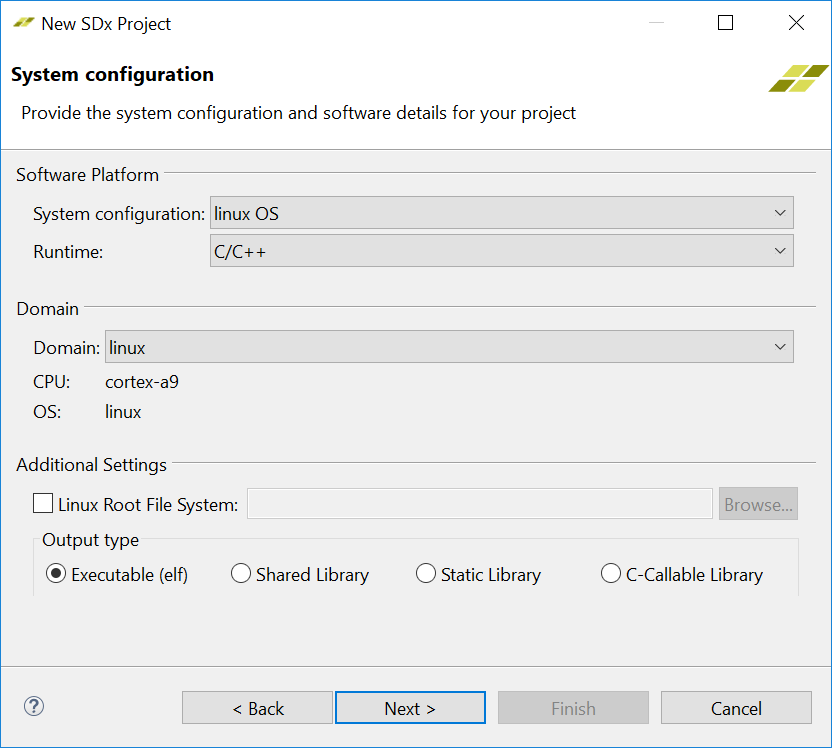 New SDx Project
System configuration
Provide the system configuration and software details for your project
Software Platform
System configuration: linux OS
Runtime: C/C++
Domain
Domain: linux
CPU: cortex-a9
OS: linux
Additional Settings
Linux Root File System: Browse...
Output type
Executable (elf) Shared Library Static Library C-Callable Library
? < Back Next > Finish Cancel